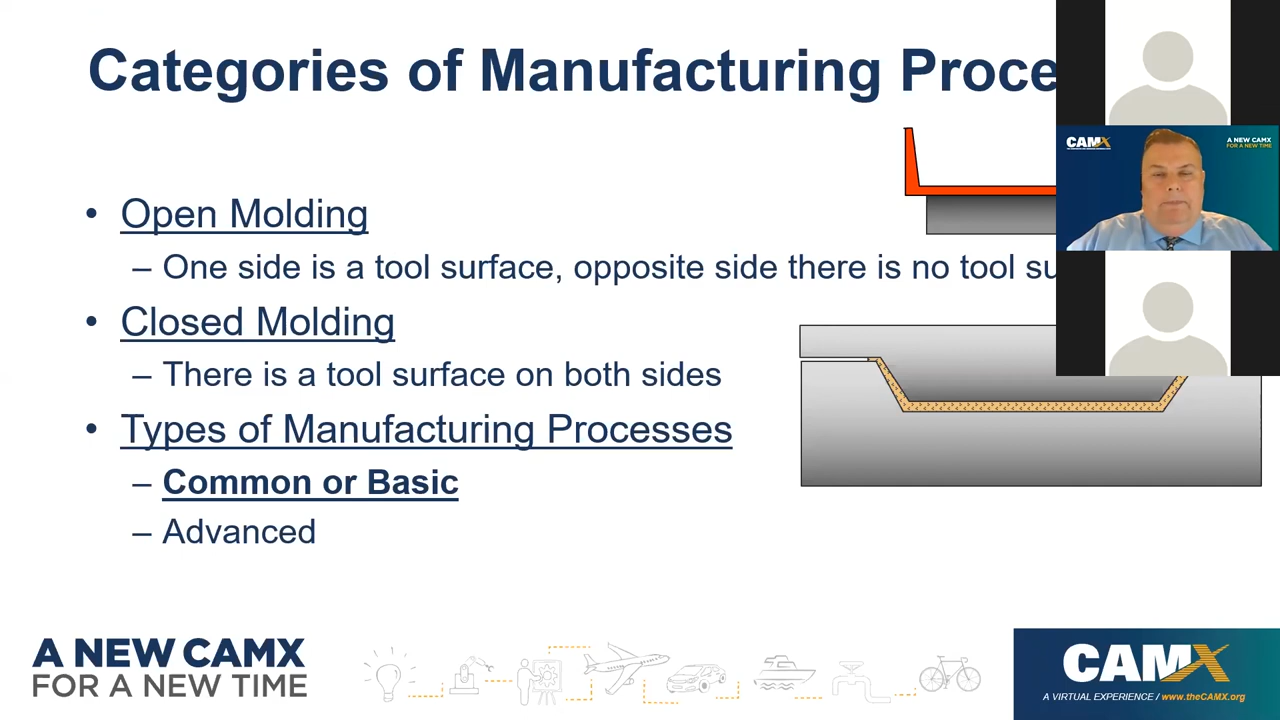 Categories of Manufacturing Proce
• Open Molding
– One side is a tool surface, opposite side there is no tool su
• Closed Molding
– There is a tool surface on both sides
• Types of Manufacturing Processes
– Common or Basic
– Advanced
CAMX
A NEW CAMX
FOR A NEW TIME
A NEW CAMX
FOR A NEW TIME
CAMX
A VIRTUAL EXPERIENCE / www.theCAMX.org